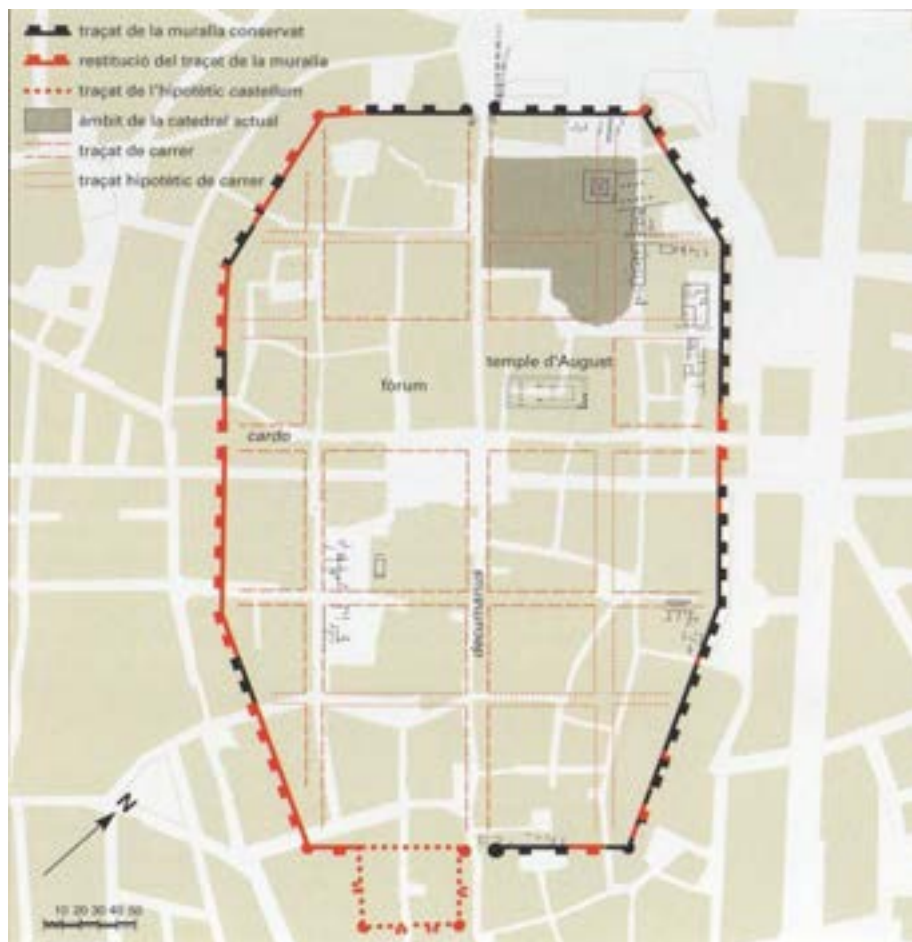 traçat de la muralla conservat
restitució del traçat de la muralla
traçat de l'hipotètic castellum
àmbit de la catedral actual
traçat de carrer
traçat hipotètic de carrer
temple d'August
fòrum
cardo
decumanus
N
10 20 30 40 50